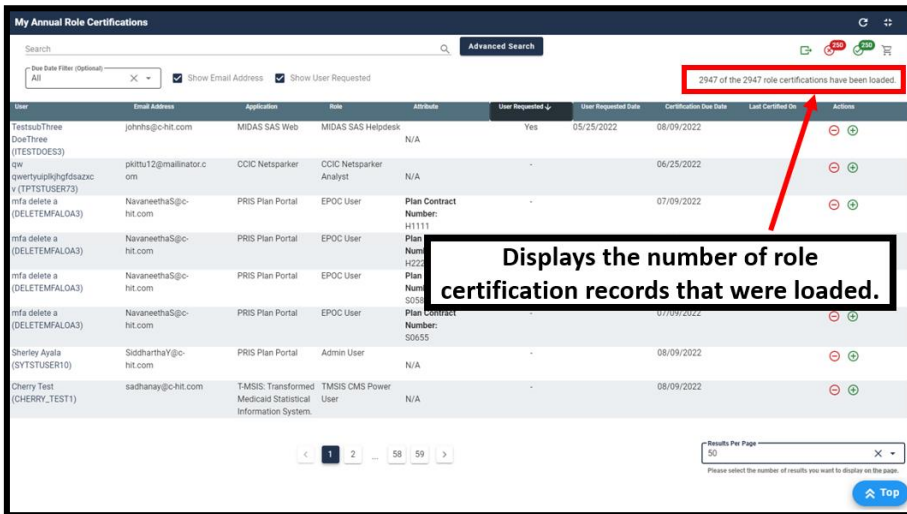 My Annual Role Certifications
Search
Advanced Search
250
250
Due Date Filter (Optional)
All
Show Email Address
Show User Requested
2947 of the 2947 role certifications have been loaded.
User Email Address Application Role Attribute User Requested User Requested Date Certification Due Date Last Certified On Actions
TestsubThree johnhs@c-hit.com MIDAS SAS Web MIDAS SAS Helpdesk Yes 05/25/2022 08/09/2022
DoeThree N/A
(ITESTDOES3)
qw pkittu12@mailinator.c CCIC Netsparker CCIC Netsparker - 06/25/2022
qwertyuiplkjhgfdsazxc om Analyst N/A
v (TPTSTUSER73)
mfa delete a NavaneethaS@c- PRIS Plan Portal EPOC User Plan Contract - 07/09/2022
(DELETEMFALOA3) hit.com Number:
H1111
mfa delete a NavaneethaS@c- PRIS Plan Portal EPOC User Plan
(DELETEMFALOA3) hit.com Num
H222
mfa delete a NavaneethaS@c- PRIS Plan Portal EPOC User Plan
(DELETEMFALOA3) hit.com Num
S058
Displays the number of role
certification records that were loaded.
mfa delete a NavaneethaS@c- PRIS Plan Portal EPOC User Plan Contract - 07/09/2022
(DELETEMFALOA3) hit.com Number:
S0655
Sherley Ayala SiddharthaY@c- PRIS Plan Portal Admin User - 08/09/2022
(SYTSTUSER10) hit.com N/A
Cherry Test sadhanay@c-hit.com T-MSIS: Transformed TMSIS CMS Power - 08/09/2022
(CHERRY_TEST1) Medicaid Statistical User N/A
Information System.
1 2 ... 58 59
Results Per Page
50
Please select the number of results you want to display on the page.
Top